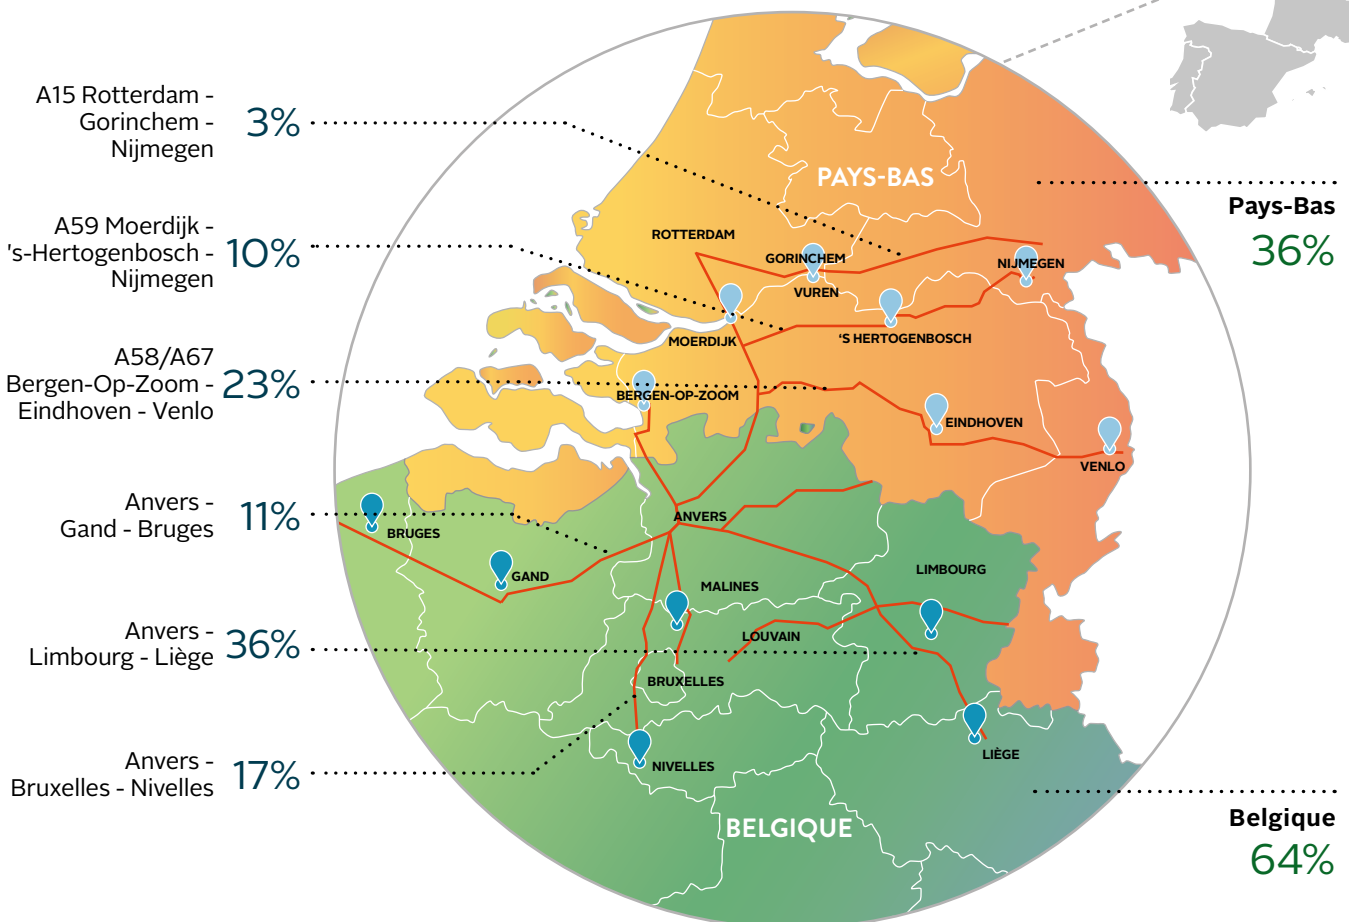 A15 Rotterdam -
Gorinchem -
Nijmegen
3%
A59 Moerdijk -
's-Hertogenbosch -
Nijmegen
10%
A58/A67
Bergen-Op-Zoom -
Eindhoven - Venlo
23%
Anvers -
Gand - Bruges
11%
Anvers -
Limbourg - Liège
36%
Anvers -
Bruxelles - Nivelles
17%
PAYS-BAS
ROTTERDAM
GORINCHEM
NIJMEGEN
VUREN
MOERDIJK
'S HERTOGENBOSCH
BERGEN-OP-ZOOM
EINDHOVEN
VENLO
ANVERS
BRUGES
GAND
MALINES
LIMBOURG
LOUVAIN
BRUXELLES
LIÈGE
NIVELLES
BELGIQUE
Pays-Bas
36%
Belgique
64%